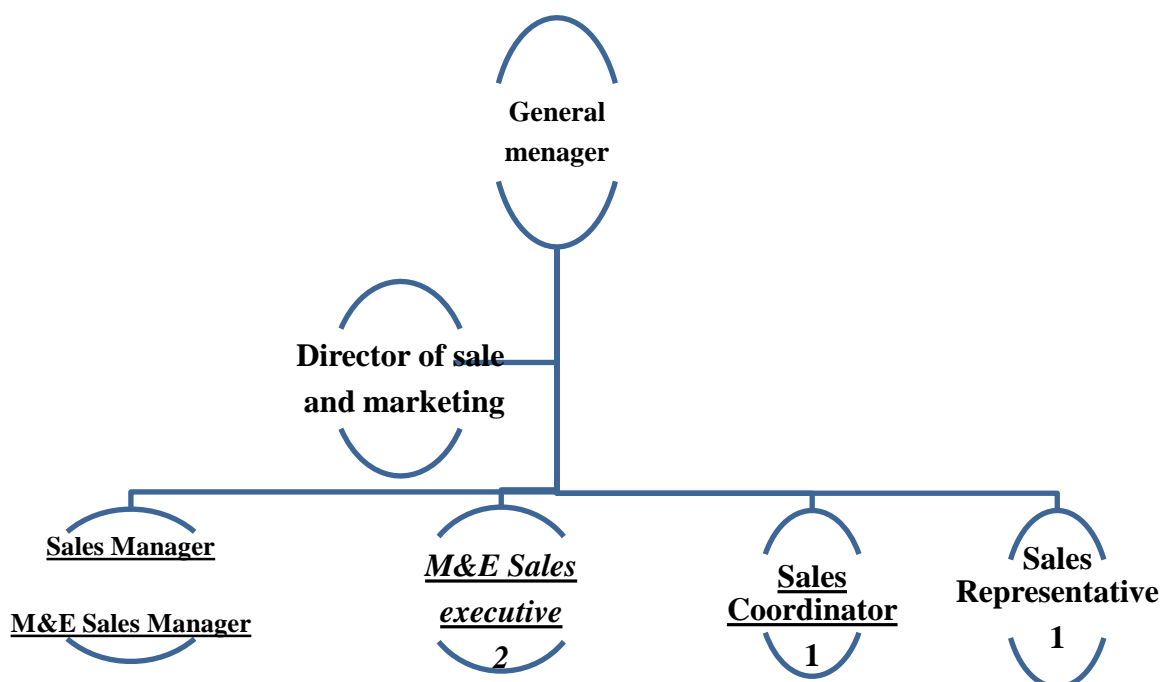 General
menager
Director of sale
and marketing
Sales Manager
M&E Sales Manager
M&E Sales
executive
2
Sales
Coordinator
1
Sales
Representative
1